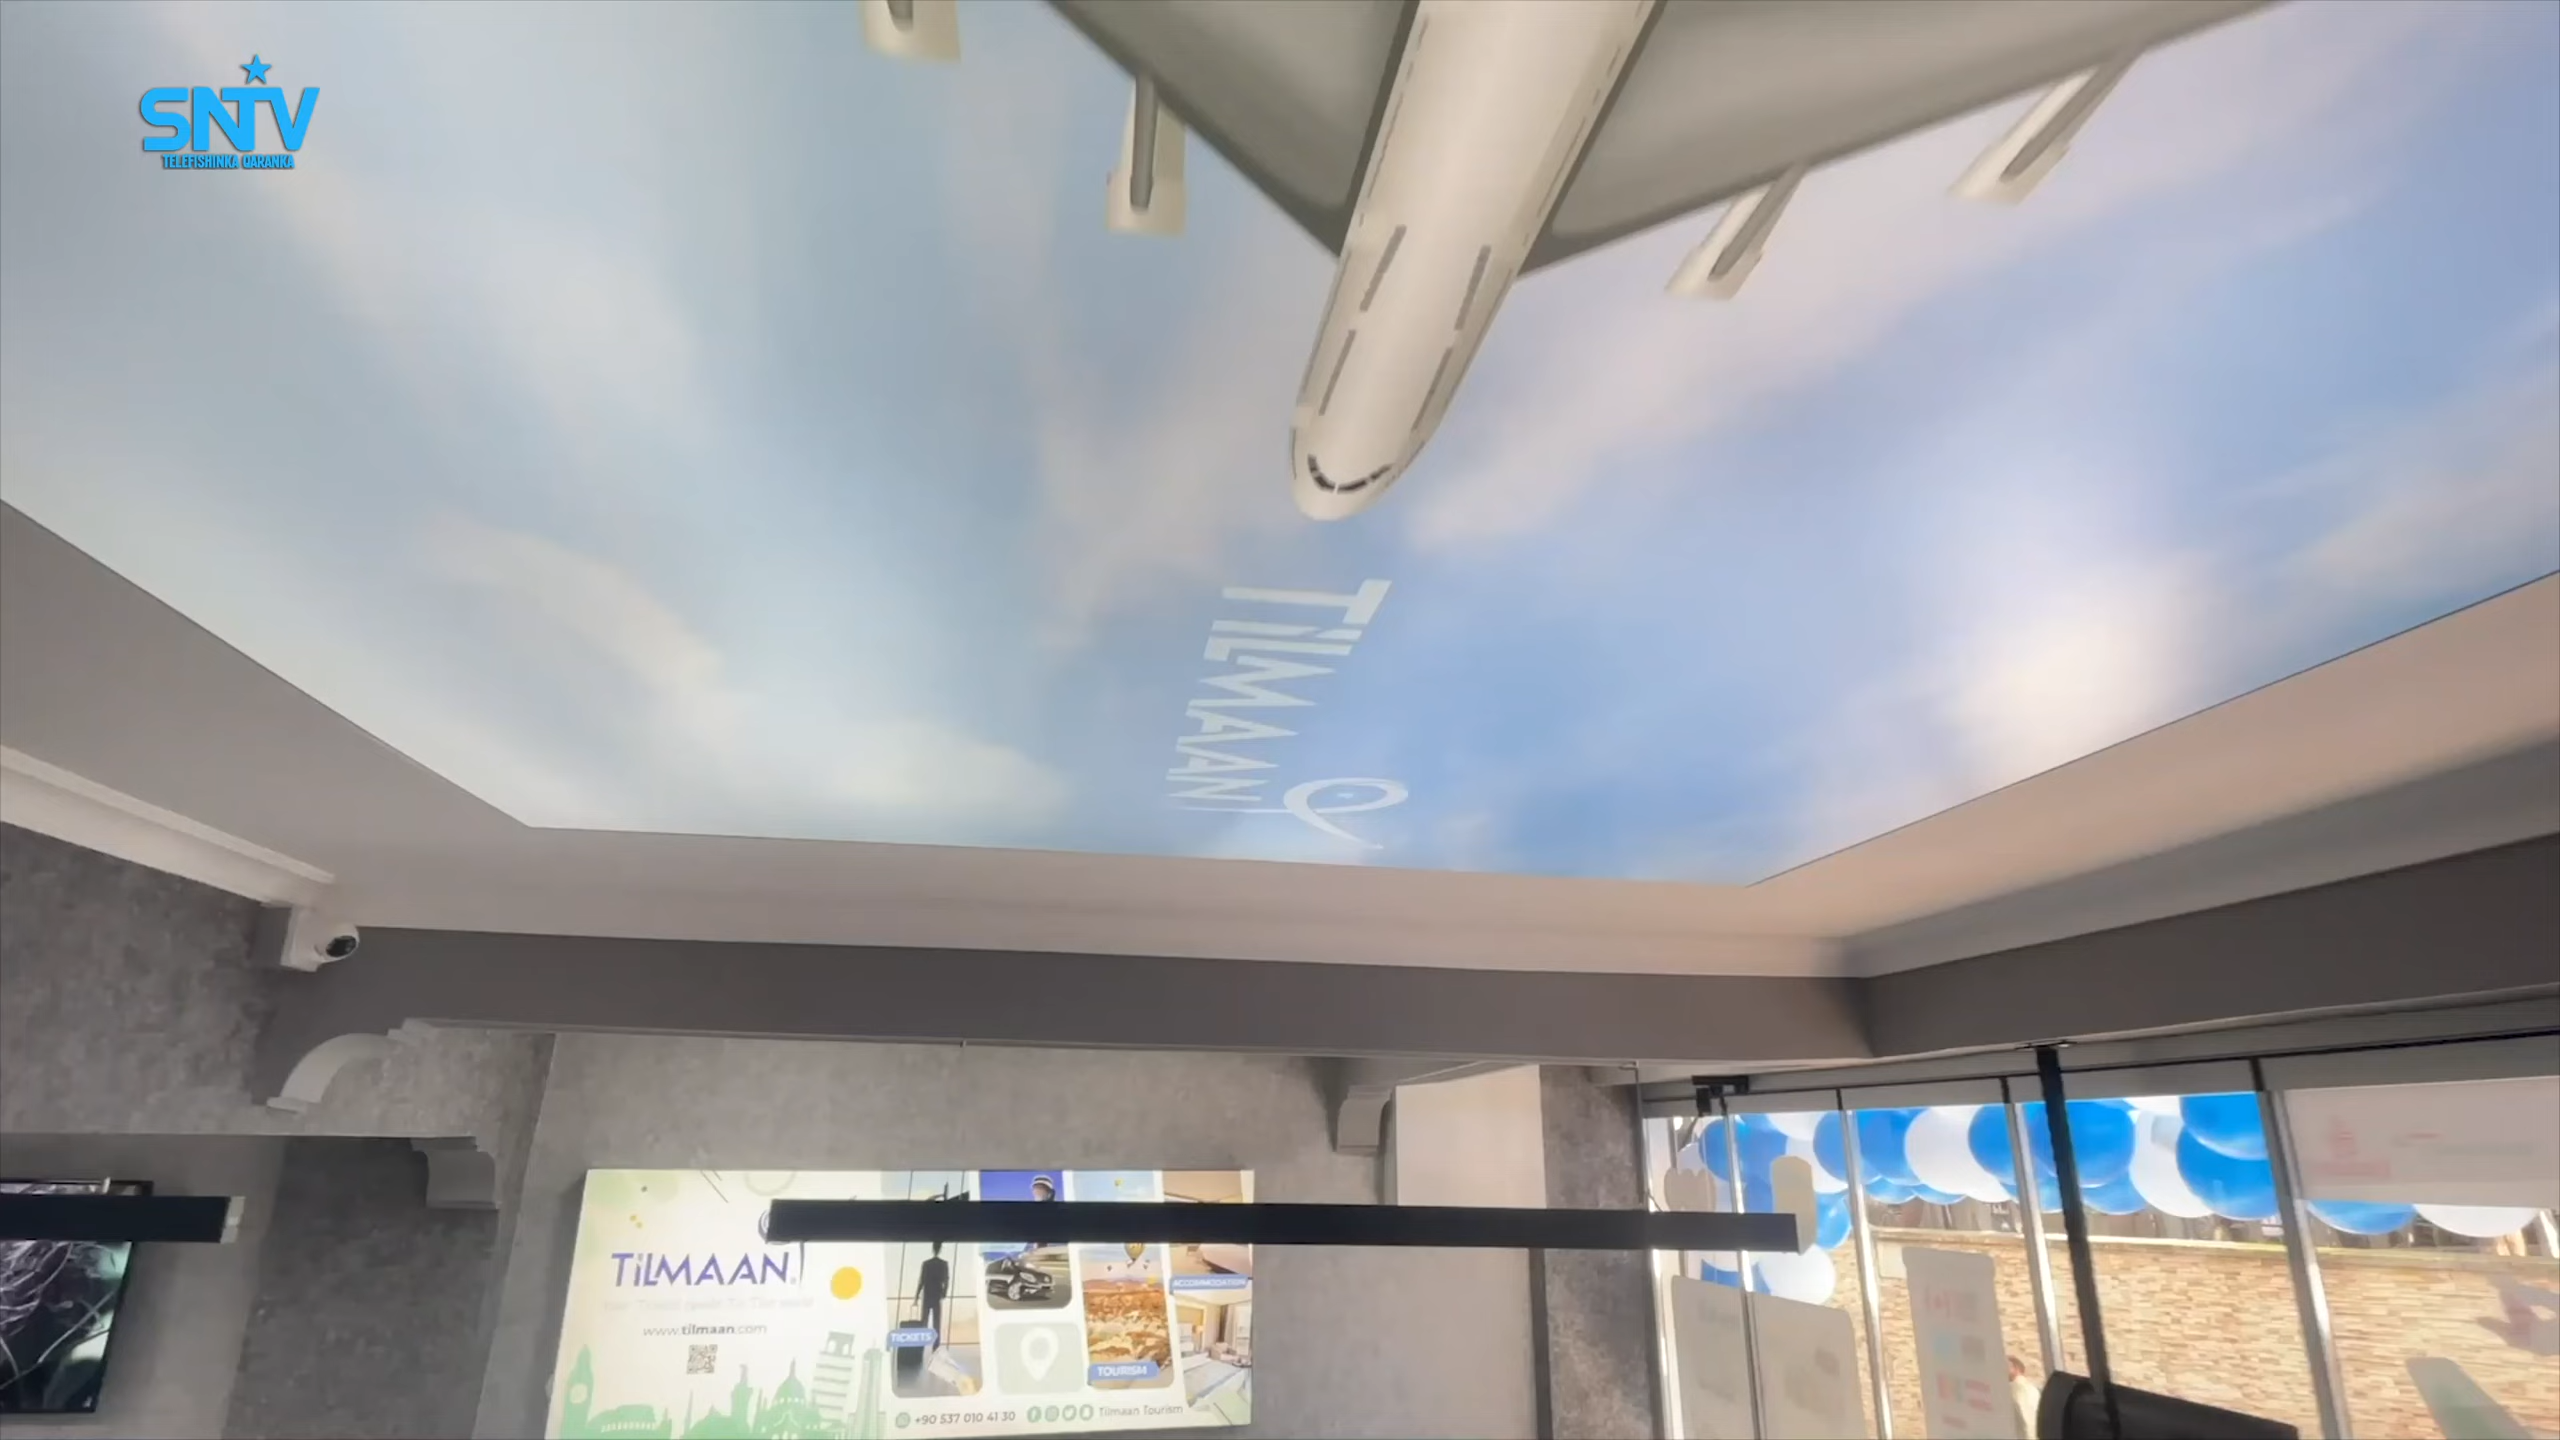 SNTV
TELEFISHINKA QARANKA
TiLMAAN
TiLMAAN
www.tilmaan.com
TICKETS
TOURISM
ACCOMMODATION
+90 537 010 41 30
Tilmaan Tourism